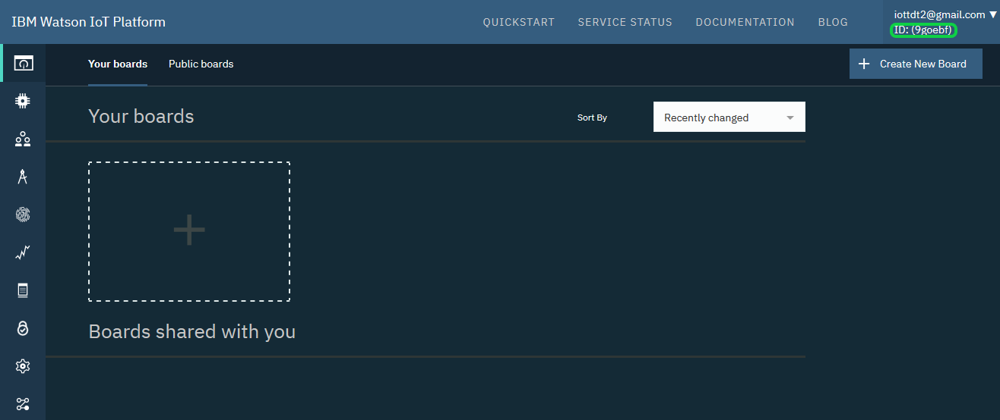 IBM Watson IoT Platform
QUICKSTART SERVICE STATUS DOCUMENTATION BLOG
iottdt2@gmail.com
ID: (9goebf)
Your boards Public boards
Create New Board
Your boards
Sort By
Recently changed
Boards shared with you